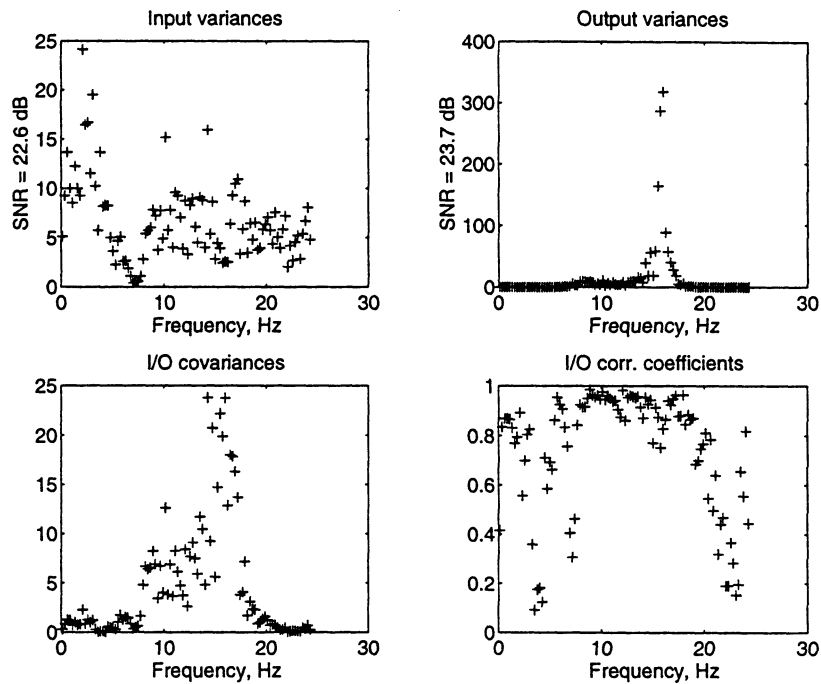 Input variances
25
20
15
10
5
0
SNR = 22.6 dB
0 10 20 30
Frequency, Hz
Output variances
400
300
200
100
0
SNR = 23.7 dB
0 10 20 30
Frequency, Hz
I/O covariances
25
20
15
10
5
0
0 10 20 30
Frequency, Hz
I/O corr. coefficients
1
0.8
0.6
0.4
0.2
0
0 10 20 30
Frequency, Hz